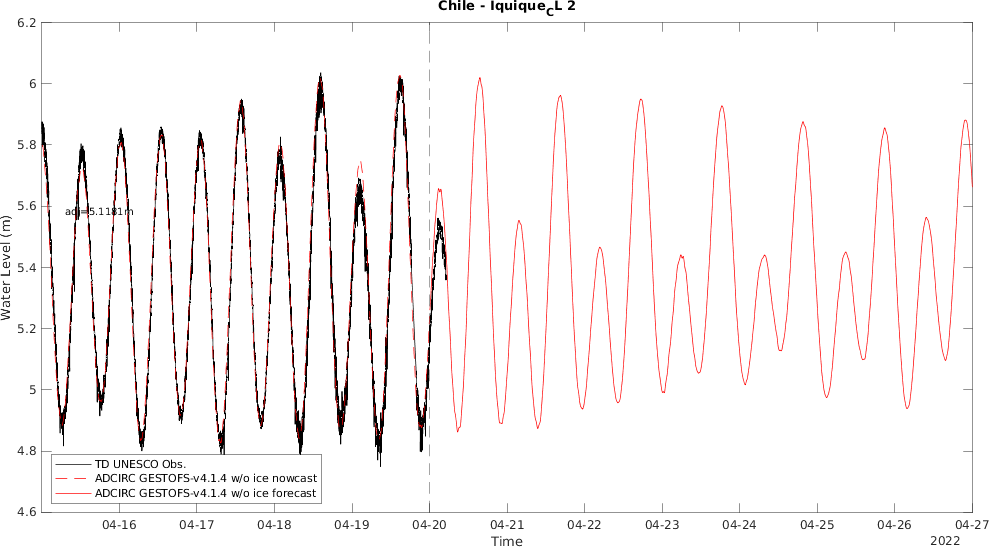 Chile - Iquique_CL 2
6.2
6
5.8
5.6
5.4
5.2
5
4.8
4.6
Water Level (m)
adj=5.1181m
TD UNESCO Obs.
ADCIRC GESTOFS-v4.1.4 w/o ice nowcast
ADCIRC GESTOFS-v4.1.4 w/o ice forecast
04-16 04-17 04-18 04-19 04-20 04-21 04-22 04-23 04-24 04-25 04-26 04-27
Time
2022